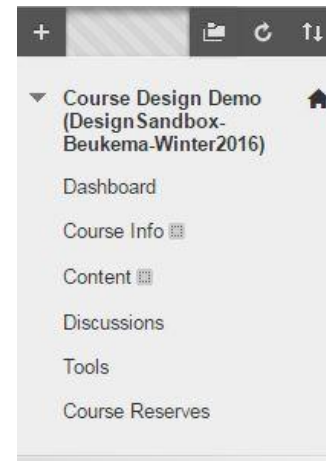 Course Design Demo
(DesignSandbox-
Beukema-Winter2016)
Dashboard
Course Info
Content
Discussions
Tools
Course Reserves